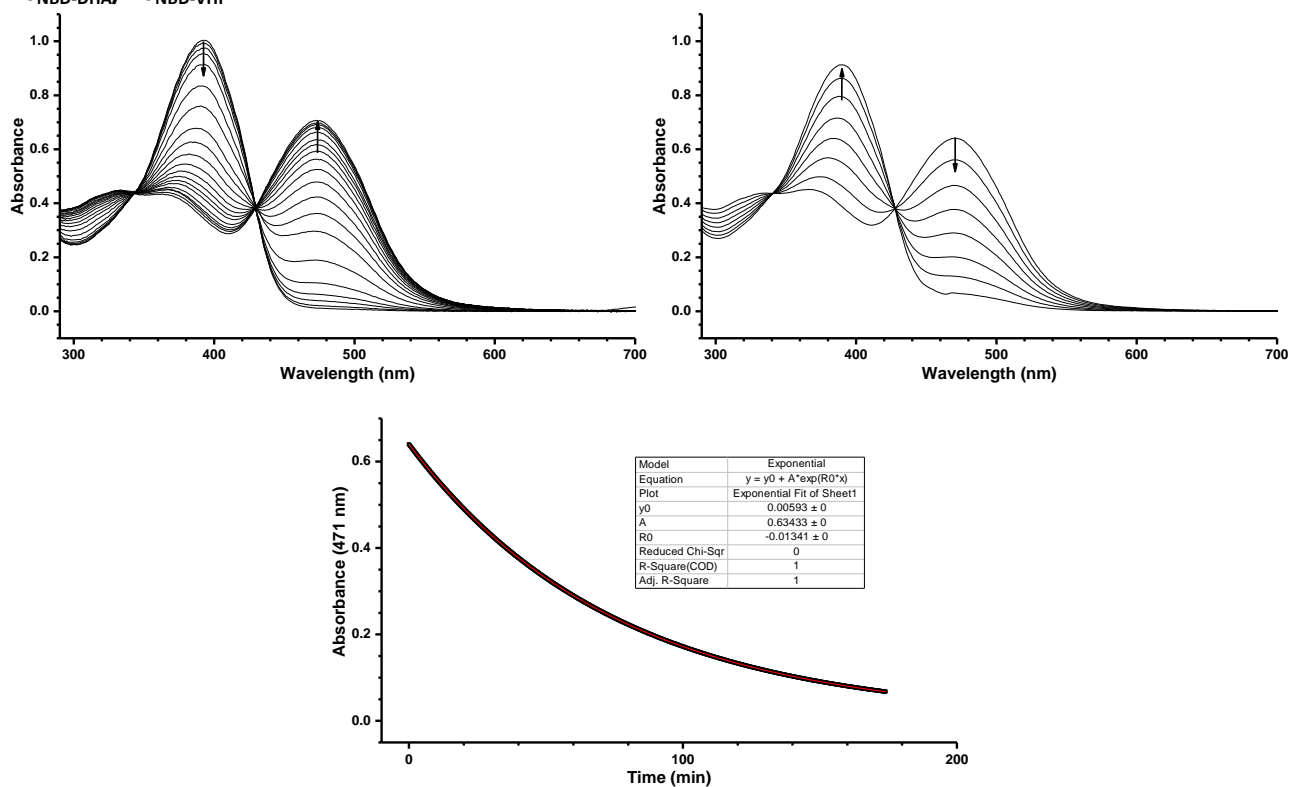 NBD-DHA/ NBD-VHF
1.0
0.8
0.6
0.4
0.2
0.0
Absorbance
300 400 500 600 700
Wavelength (nm)
1.0
0.8
0.6
0.4
0.2
0.0
Absorbance
300 400 500 600 700
Wavelength (nm)
0.6
0.4
0.2
0.0
Absorbance (471 nm)
Model Exponential
Equation y = y0 + A*exp(R0*x)
Plot Exponential Fit of Sheet1
y0 0.00593 ± 0
A 0.63433 ± 0
R0 -0.01341 ± 0
Reduced Chi-Sqr 0
R-Square(COD) 1
Adj. R-Square 1
0 100 200
Time (min)